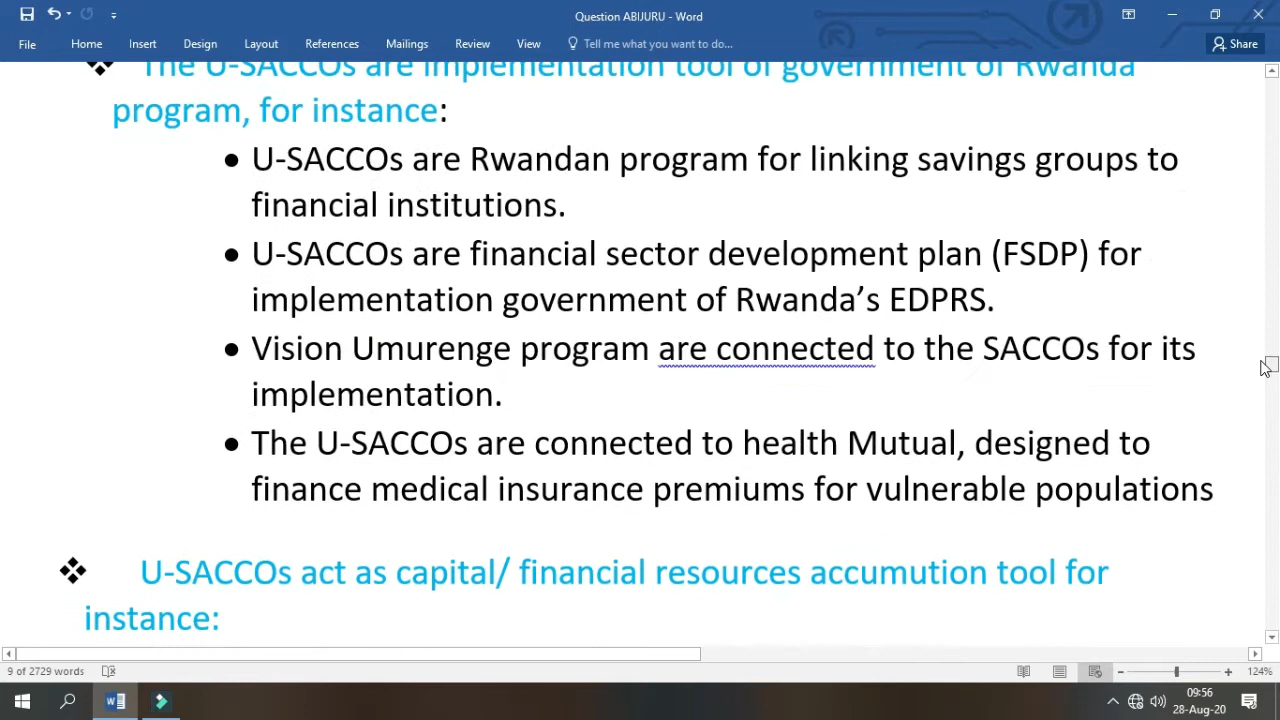 Question ABIJURU - Word
File Home Insert Design Layout References Mailings Review View Tell me what you want to do... Share
The U-SACCOs are implementation tool of government of Rwanda
program, for instance:
• U-SACCOs are Rwandan program for linking savings groups to
financial institutions.
• U-SACCOs are financial sector development plan (FSDP) for
implementation government of Rwanda’s EDPRS.
• Vision Umurenge program are connected to the SACCOs for its
implementation.
• The U-SACCOs are connected to health Mutual, designed to
finance medical insurance premiums for vulnerable populations
❖ U-SACCOs act as capital/ financial resources accumution tool for
instance:
9 of 2729 words 124%
09:56
28-Aug-20